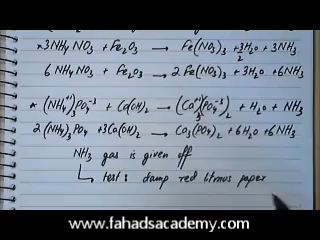 *3NH₄NO₃ + Fe₂O₃ → Fe(NO₃)₃ + 3/2H₂O + 3NH₃
6NH₄NO₃ + Fe₂O₃ → 2Fe(NO₃)₃ + 3H₂O + 6NH₃
* (NH₄⁺¹)₃PO₄⁻³ + Ca(OH)₂ → (Ca⁺²)₃(PO₄⁻³)₂ + H₂O + NH₃
2(NH₄)₃PO₄ + 3Ca(OH)₂ → Ca₃(PO₄)₂ + 6H₂O + 6NH₃
NH₃ gas is given off
↳ test: damp red litmus paper
www.fahadsacademy.com